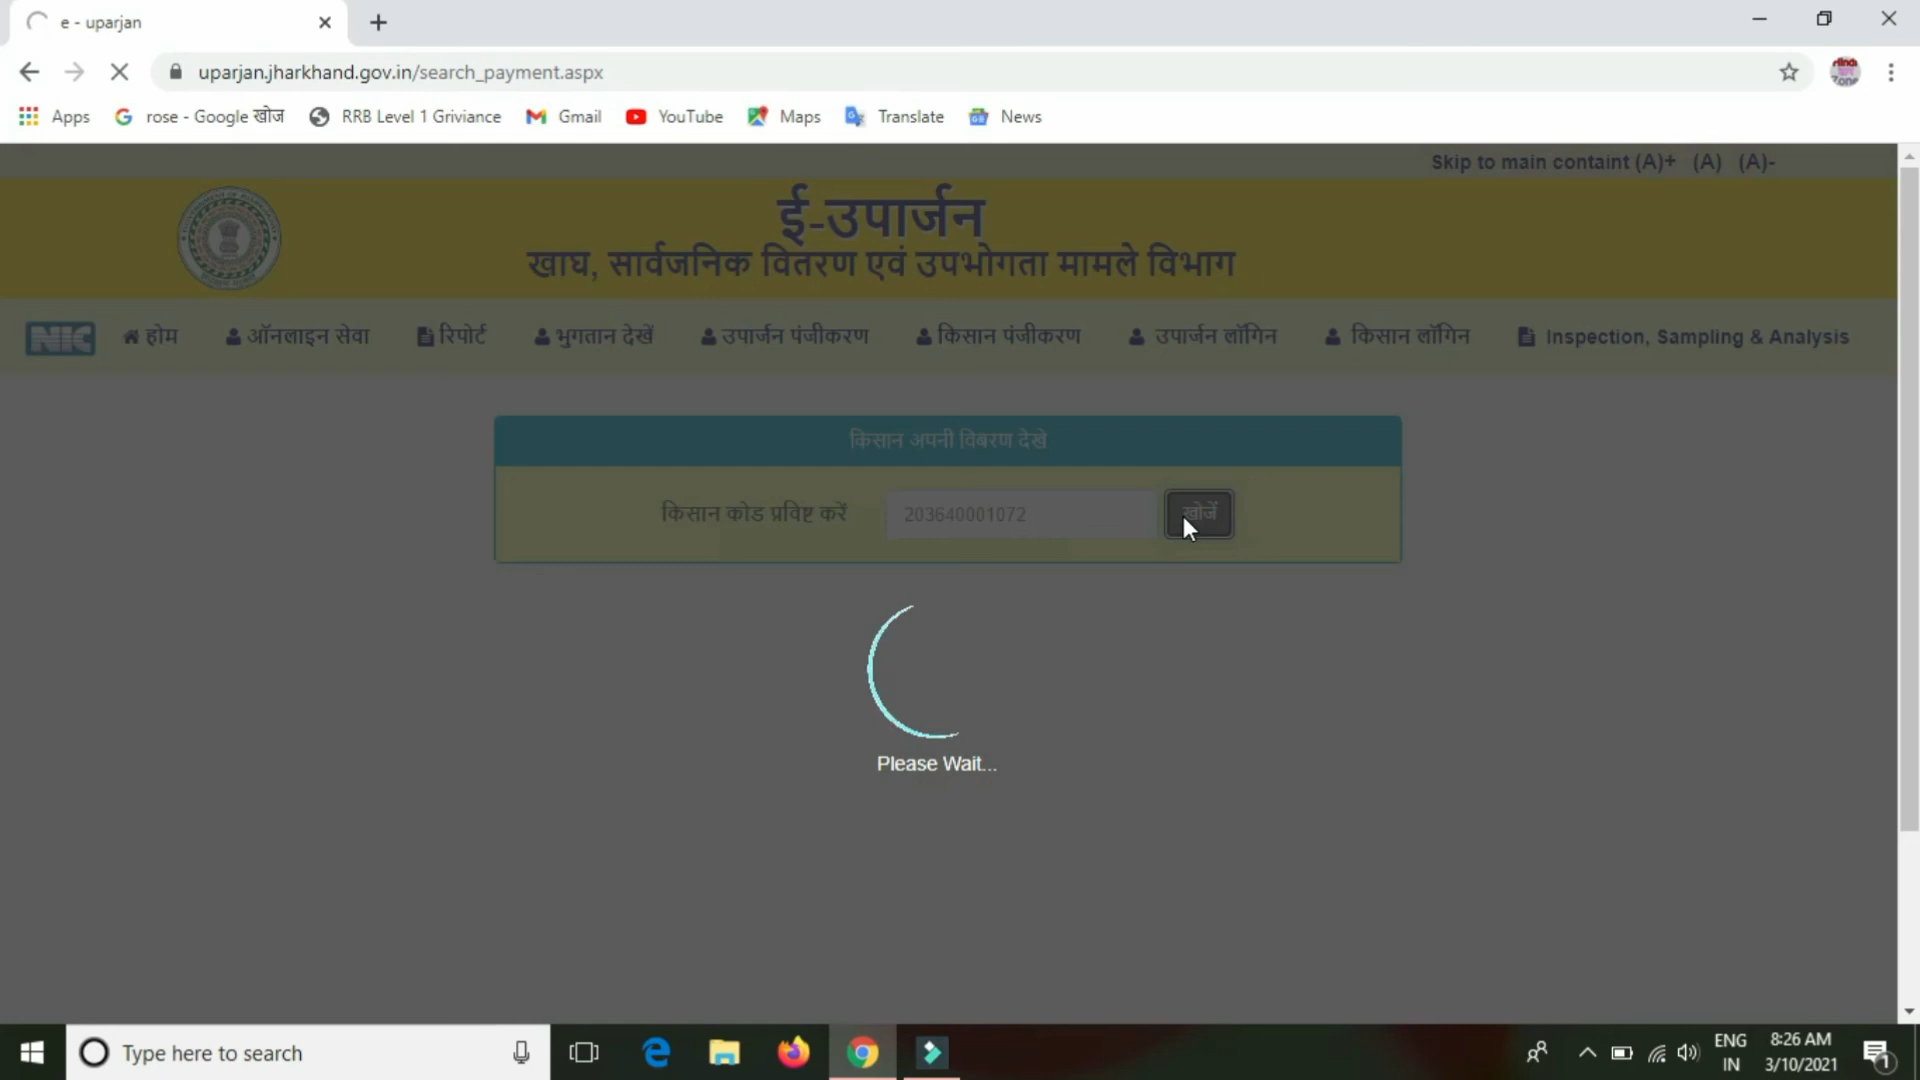 e - uparjan
uparjan.jharkhand.gov.in/search_payment.aspx
Apps rose - Google खोज RRB Level 1 Griviance Gmail YouTube Maps Translate News
Skip to main containt (A)+ (A) (A)-
ई-उपार्जन
खाद्य, सार्वजनिक वितरण एवं उपभोगता मामले विभाग
NIC होम ऑनलाइन सेवा रिपोर्ट भुगतान देखें उपार्जन पंजीकरण किसान पंजीकरण उपार्जन लॉगिन किसान लॉगिन Inspection, Sampling & Analysis
किसान अपनी विबरण देखे
किसान कोड प्रविष्ट करें 203640001072 खोजें
Please Wait...
Type here to search
ENG 8:26 AM
IN 3/10/2021 1